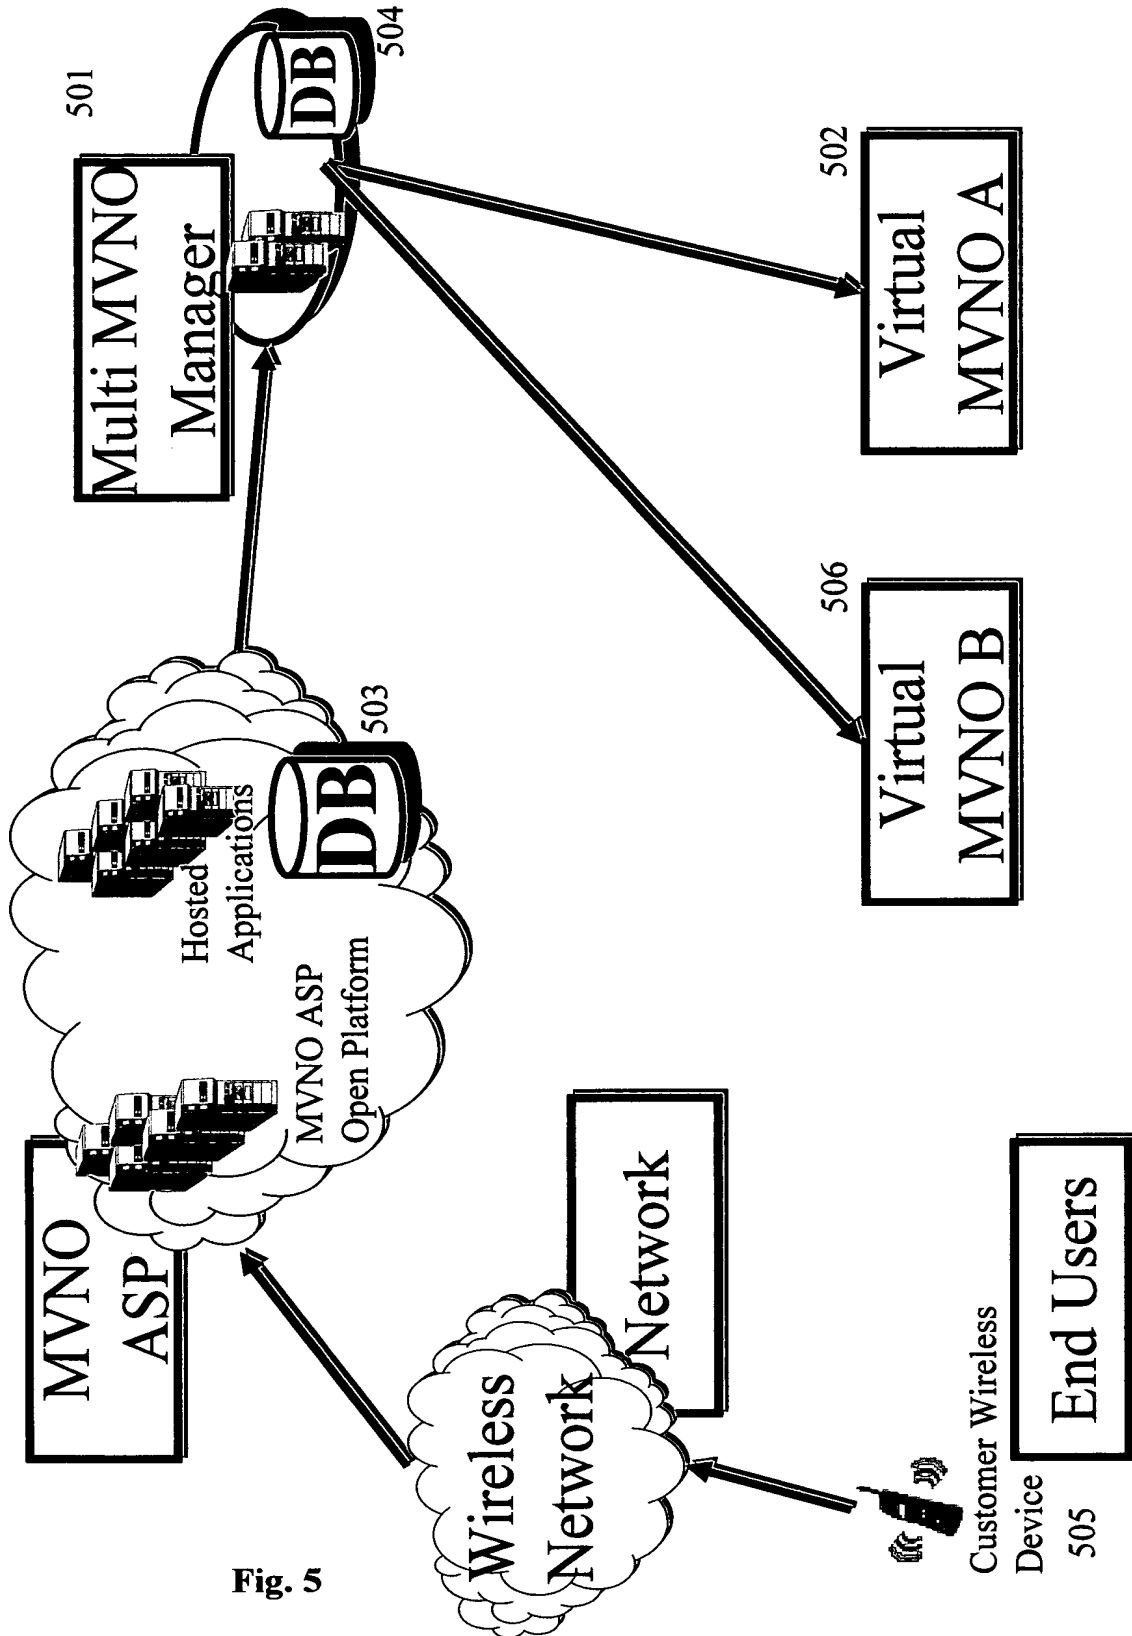 MVNO
ASP
Hosted
Applications
MVNO ASP
Open Platform
DB
503
Multi MVNO
Manager
501
DB
504
Wireless
Network
Network
Customer Wireless
Device
505
End Users
Virtual
MVNO B
506
Virtual
MVNO A
502
Fig. 5